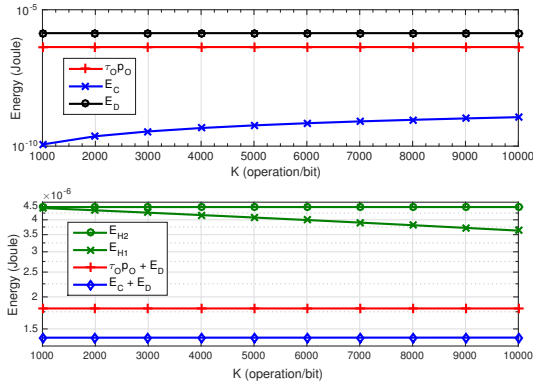 10^-5
Energy (Joule)
τ_O p_O
E_C
E_D
10^-10
1000 2000 3000 4000 5000 6000 7000 8000 9000 10000
K (operation/bit)
×10^-6
4.5
4
3.5
3
2.5
2
1.5
Energy (Joule)
E_H2
E_H1
τ_O p_O + E_D
E_C + E_D
1000 2000 3000 4000 5000 6000 7000 8000 9000 10000
K (operation/bit)